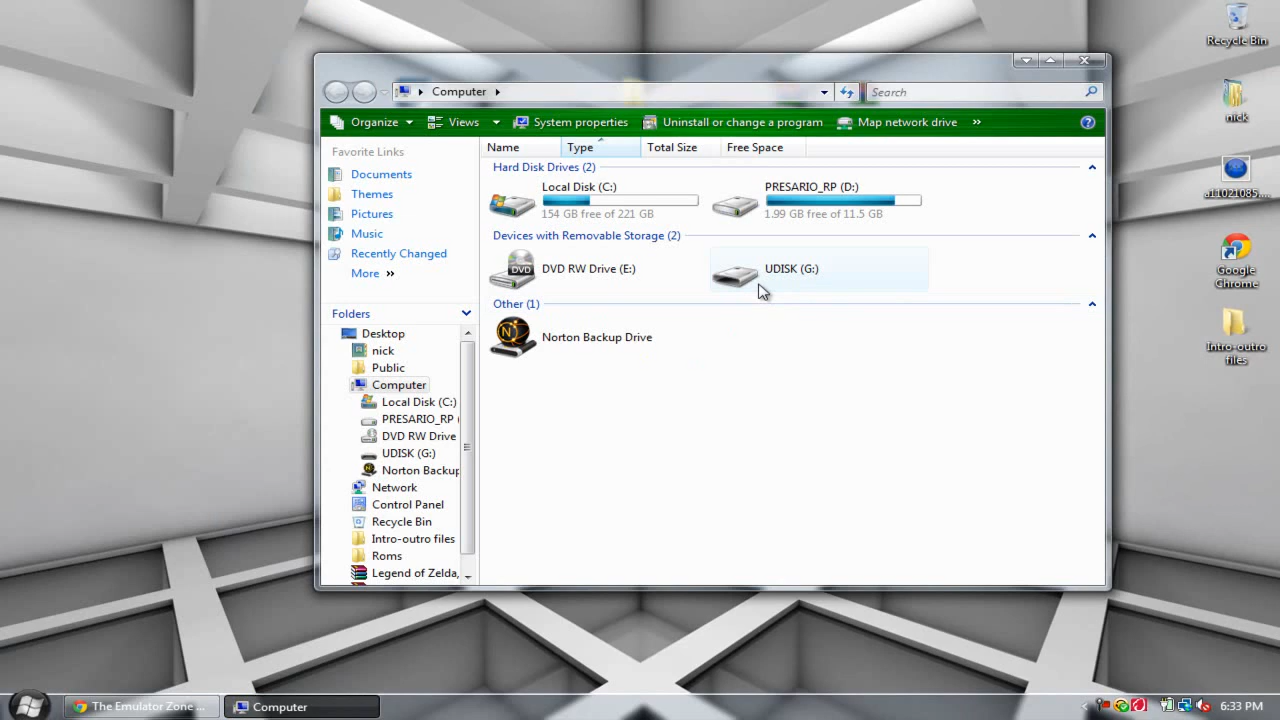 Recycle Bin
nick
a11021085...
Google
Chrome
Intro-outro
files
Computer
Search
Organize
Views
System properties
Uninstall or change a program
Map network drive
»
Favorite Links
Documents
Themes
Pictures
Music
Recently Changed
More »
Folders
Desktop
nick
Public
Computer
Local Disk (C:)
PRESARIO_RP (
DVD RW Drive
UDISK (G:)
Norton Backup
Network
Control Panel
Recycle Bin
Intro-outro files
Roms
Legend of Zelda,
Name
Type
Total Size
Free Space
Hard Disk Drives (2)
Local Disk (C:)
154 GB free of 221 GB
PRESARIO_RP (D:)
1.99 GB free of 11.5 GB
Devices with Removable Storage (2)
DVD
DVD RW Drive (E:)
UDISK (G:)
Other (1)
N
Norton Backup Drive
The Emulator Zone ...
Computer
6:33 PM